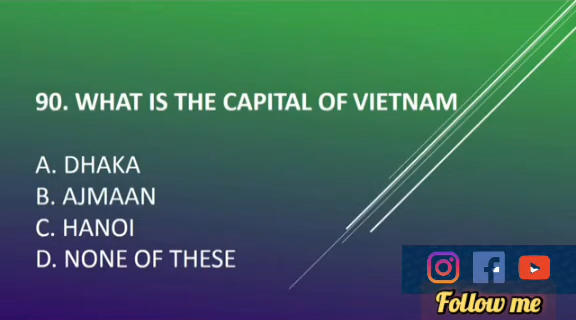 90. WHAT IS THE CAPITAL OF VIETNAM
A. DHAKA
B. AJMAAN
C. HANOI
D. NONE OF THESE
Follow me